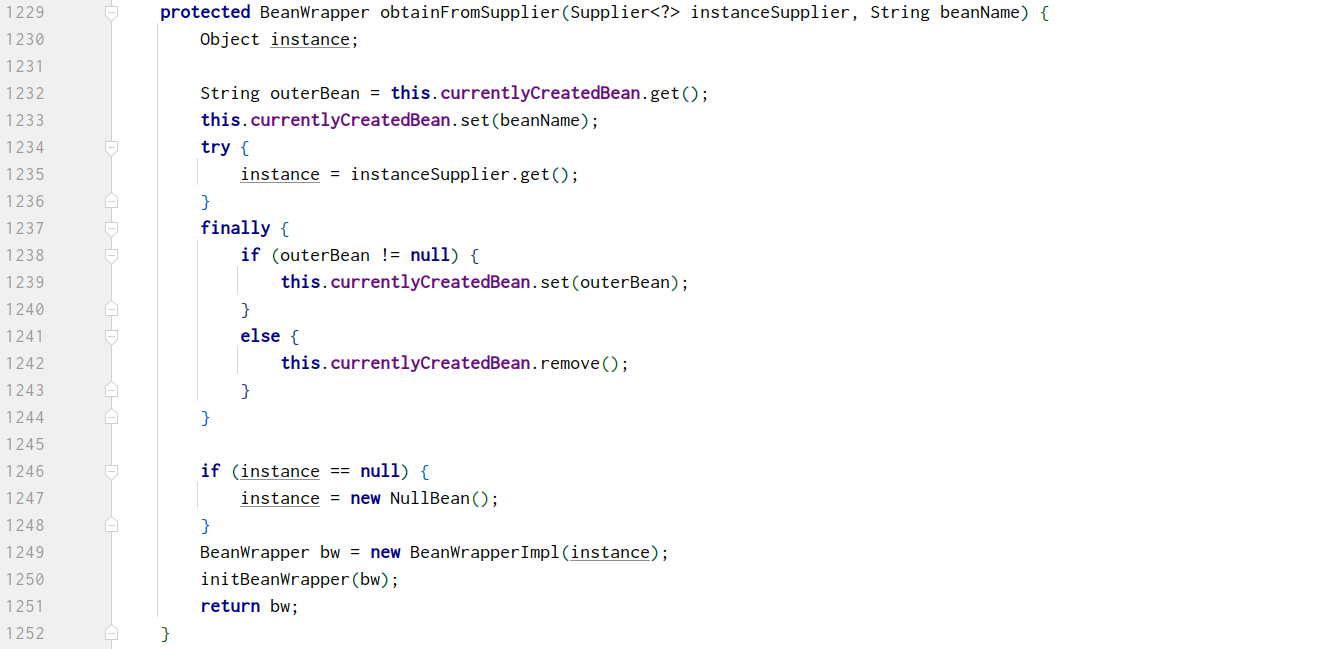 1229 protected BeanWrapper obtainFromSupplier(Supplier<?> instanceSupplier, String beanName) {
1230 Object instance;
1231
1232 String outerBean = this.currentlyCreatedBean.get();
1233 this.currentlyCreatedBean.set(beanName);
1234 try {
1235 instance = instanceSupplier.get();
1236 }
1237 finally {
1238 if (outerBean != null) {
1239 this.currentlyCreatedBean.set(outerBean);
1240 }
1241 else {
1242 this.currentlyCreatedBean.remove();
1243 }
1244 }
1245
1246 if (instance == null) {
1247 instance = new NullBean();
1248 }
1249 BeanWrapper bw = new BeanWrapperImpl(instance);
1250 initBeanWrapper(bw);
1251 return bw;
1252 }